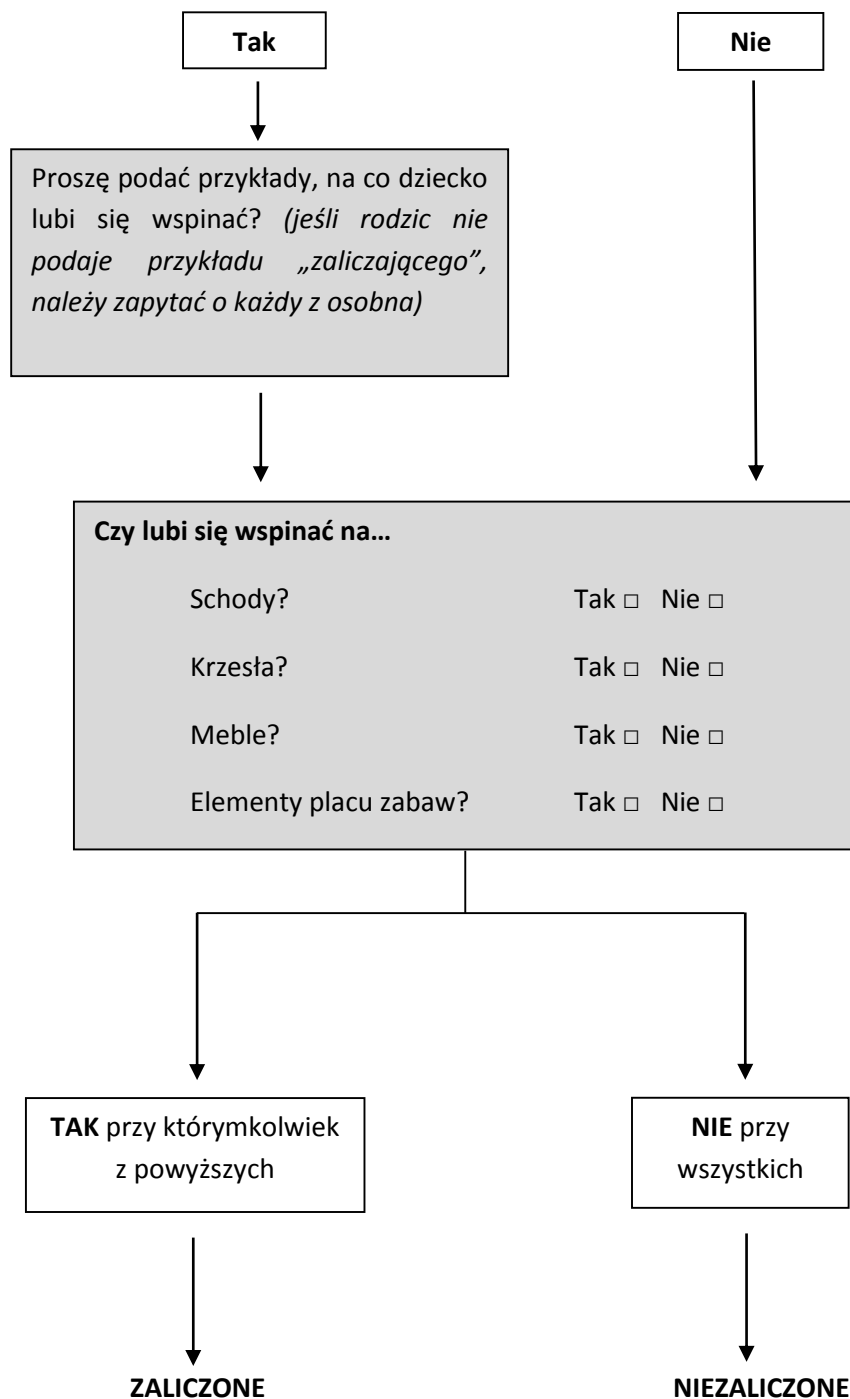 Tak
Nie
Proszę podać przykłady, na co dziecko
lubi się wspinać? (jeśli rodzic nie
podaje przykładu „zaliczającego”,
należy zapytać o każdy z osobna)
Czy lubi się wspinać na…
Schody? Tak □ Nie □
Krzesła? Tak □ Nie □
Meble? Tak □ Nie □
Elementy placu zabaw? Tak □ Nie □
TAK przy którymkolwiek
z powyższych
NIE przy
wszystkich
ZALICZONE
NIEZALICZONE